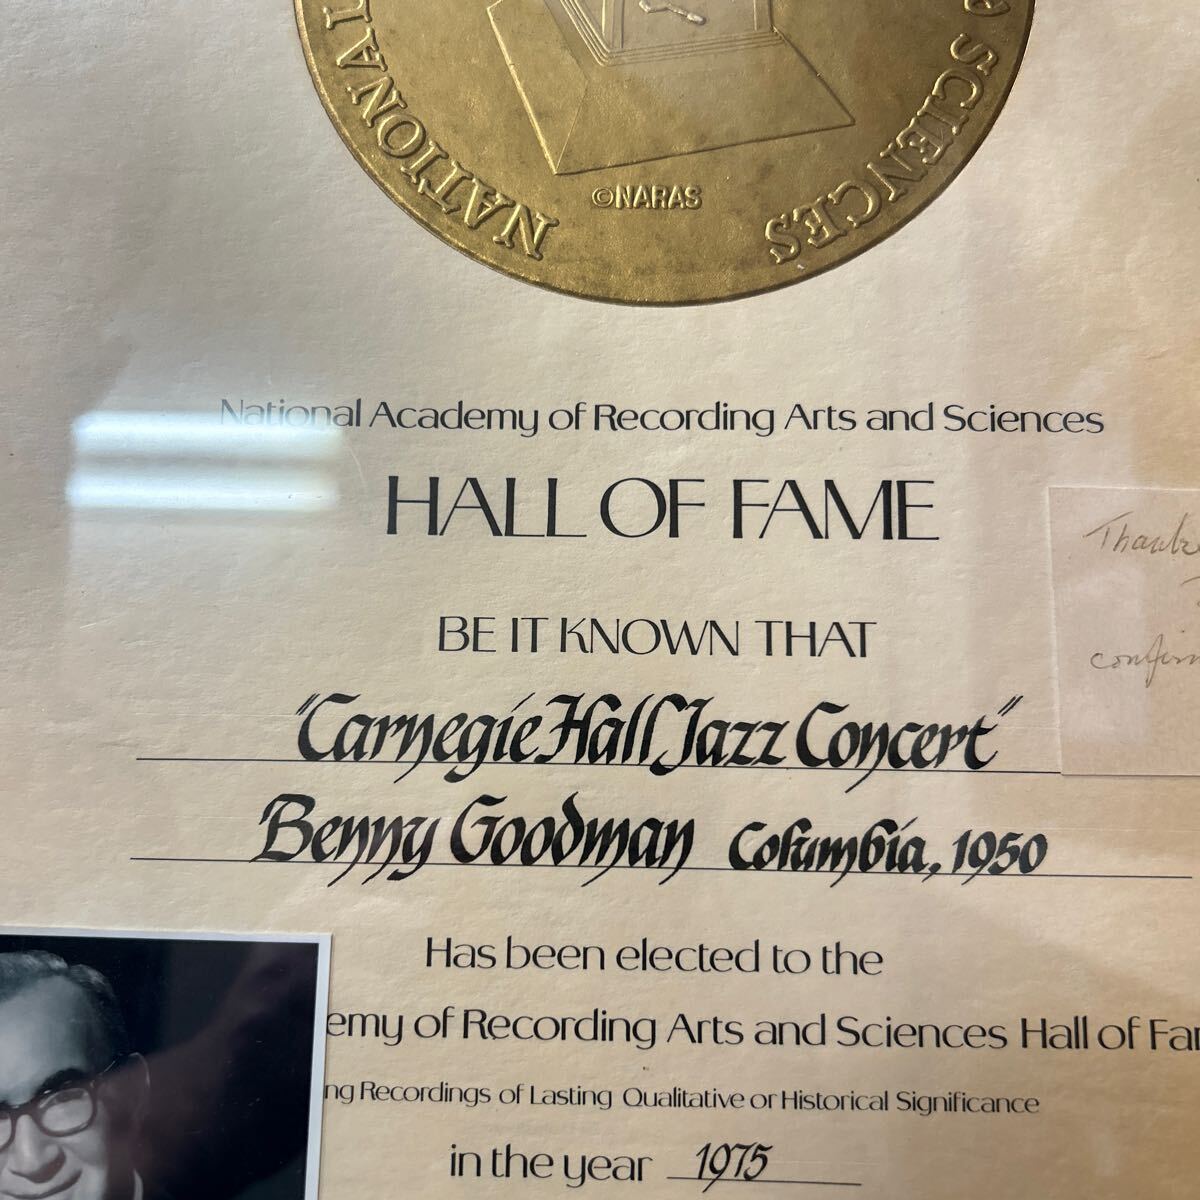 NATIONAL
SCIENCES
©NARAS
National Academy of Recording Arts and Sciences
HALL OF FAME
BE IT KNOWN THAT
"Carnegie Hall Jazz Concert"
Benny Goodman Columbia, 1950
Has been elected to the
emy of Recording Arts and Sciences Hall of Fa
ng Recordings of Lasting Qualitative or Historical Significance
in the year 1975